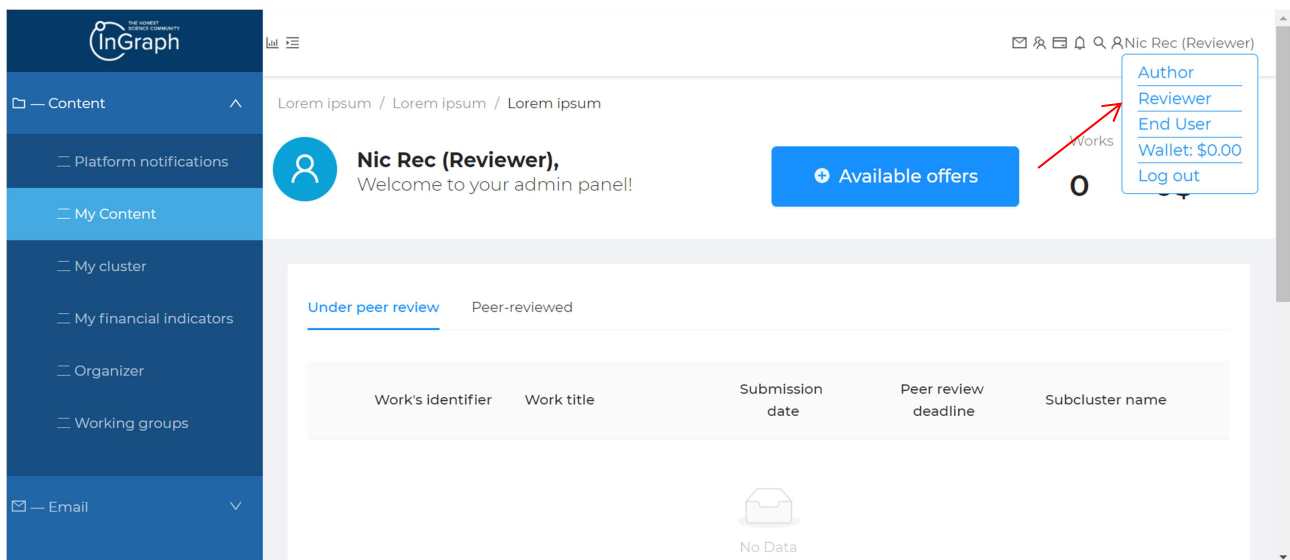 THE HONEST
SCIENCE COMMUNITY
InGraph
Nic Rec (Reviewer)
Author
Reviewer
End User
Wallet: $0.00
Log out
— Content
Platform notifications
My Content
My cluster
My financial indicators
Organizer
Working groups
— Email
Lorem ipsum / Lorem ipsum / Lorem ipsum
Nic Rec (Reviewer),
Welcome to your admin panel!
Available offers
Works
0
Under peer review Peer-reviewed
Work's identifier Work title Submission date Peer review deadline Subcluster name
No Data